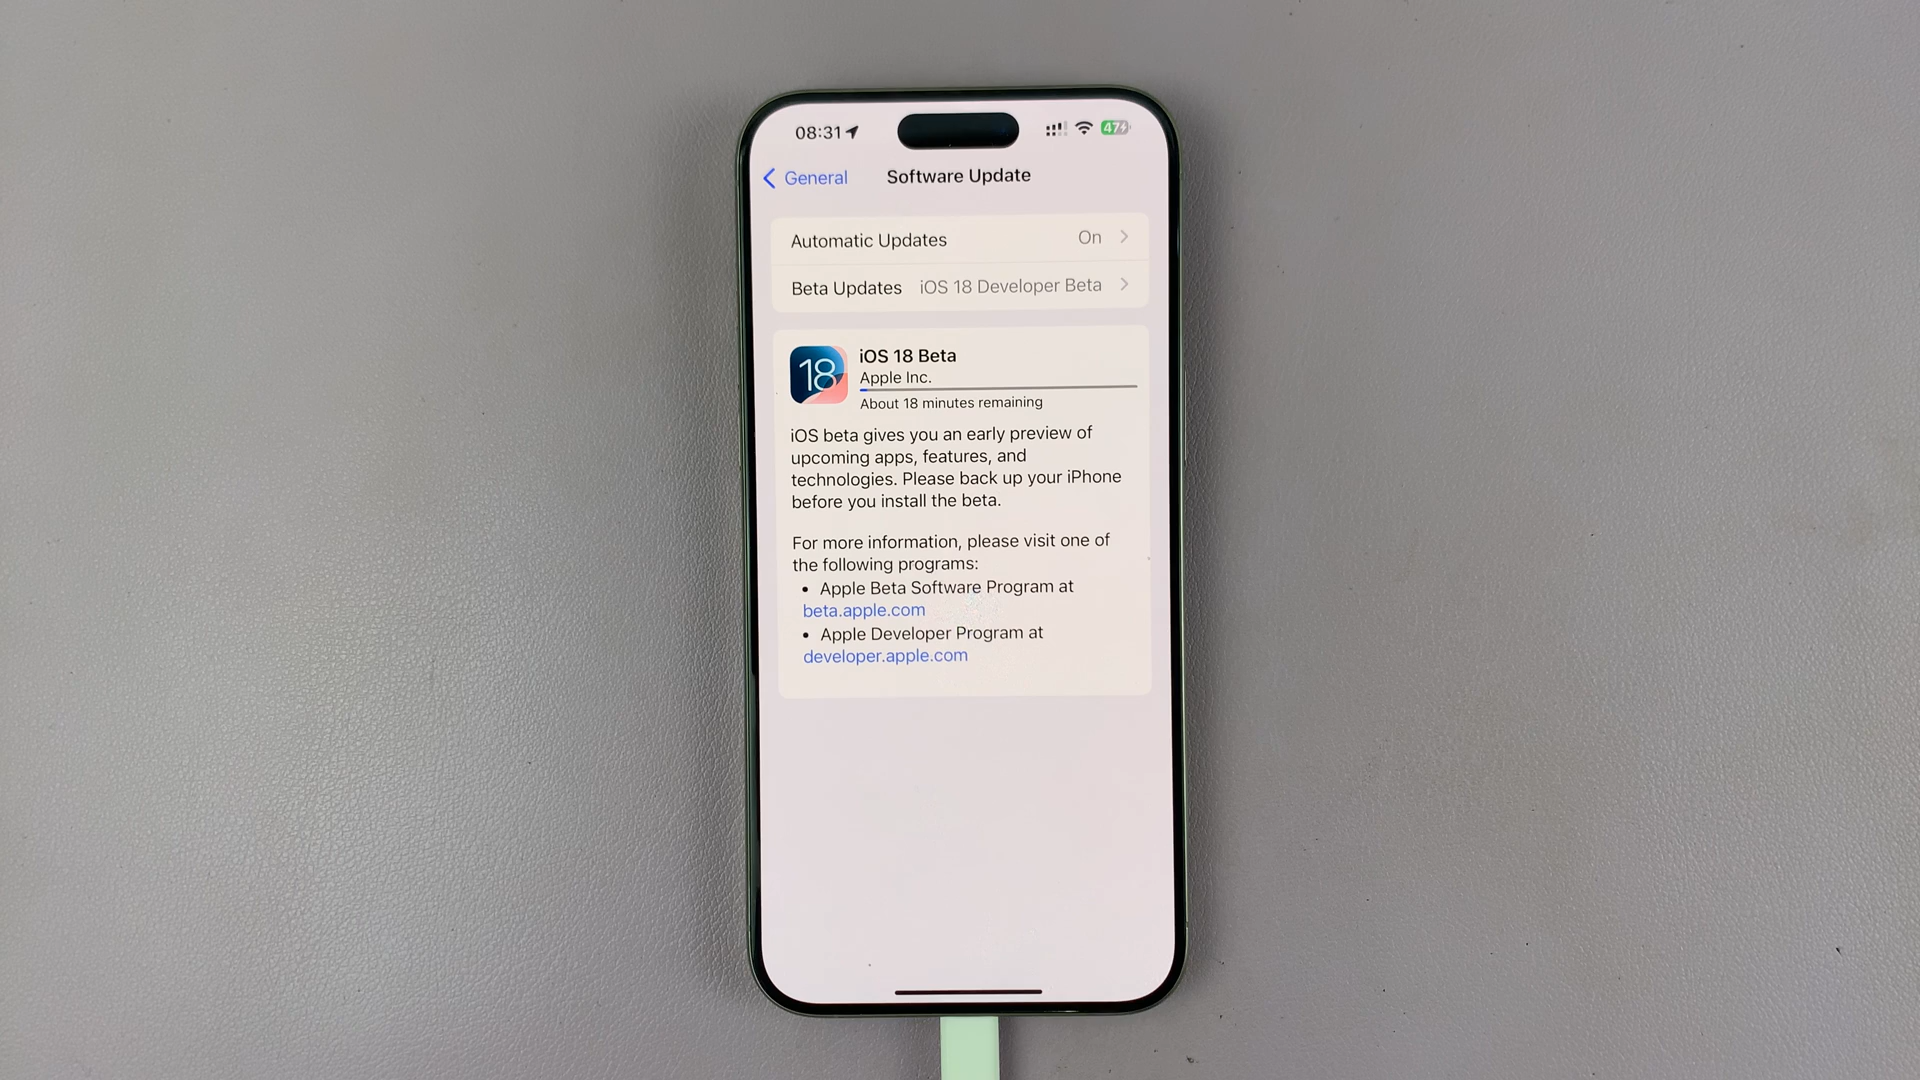 08:31
47
General
Software Update
Automatic Updates On
Beta Updates iOS 18 Developer Beta
18
iOS 18 Beta
Apple Inc.
About 18 minutes remaining
iOS beta gives you an early preview of
upcoming apps, features, and
technologies. Please back up your iPhone
before you install the beta.
For more information, please visit one of
the following programs:
• Apple Beta Software Program at
beta.apple.com
• Apple Developer Program at
developer.apple.com